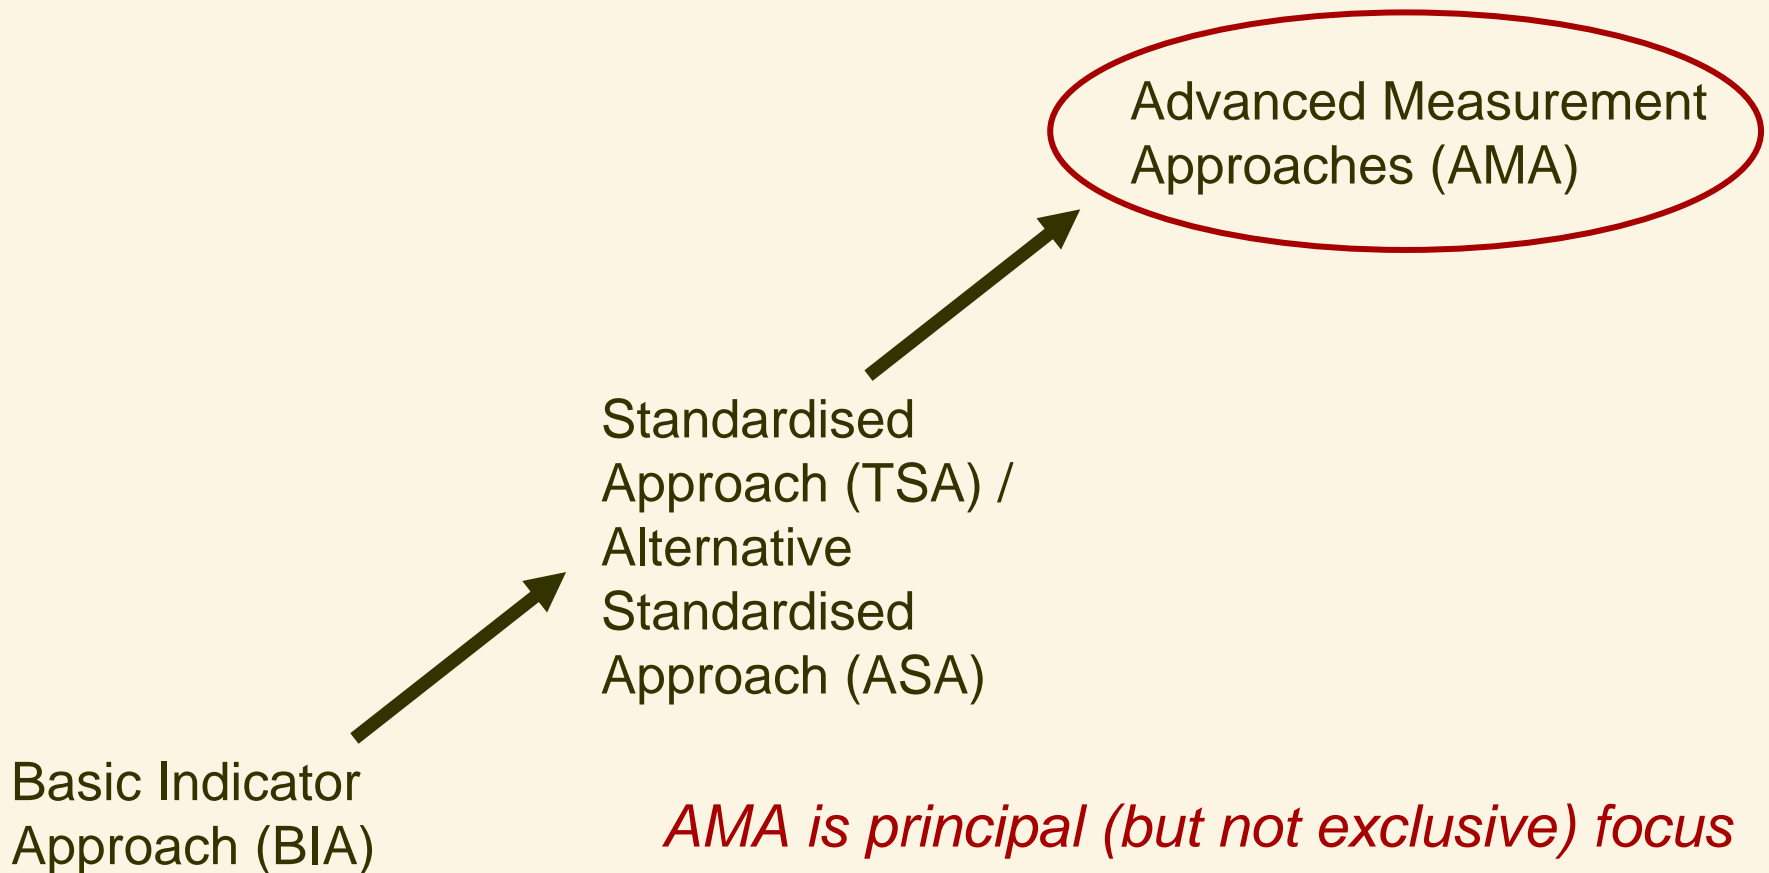 Advanced Measurement
Approaches (AMA)
Standardised
Approach (TSA) /
Alternative
Standardised
Approach (ASA)
Basic Indicator
Approach (BIA)
AMA is principal (but not exclusive) focus